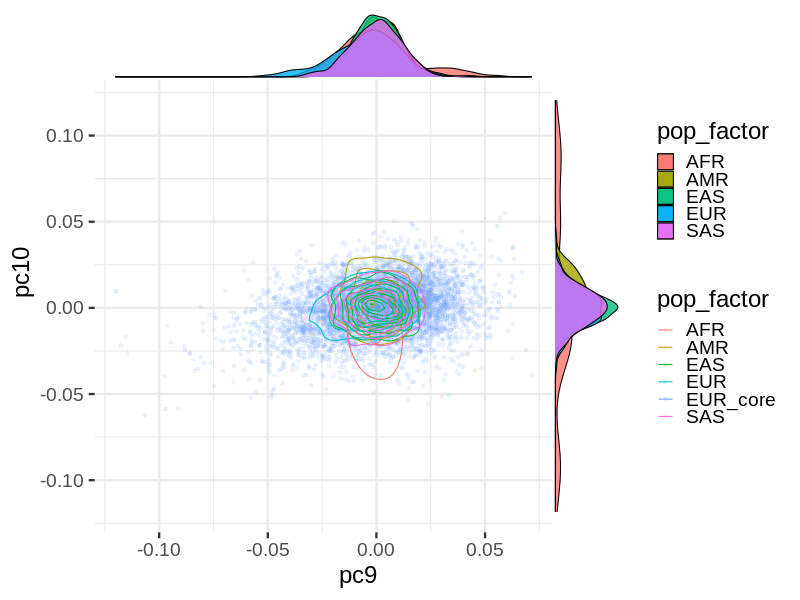 0.10
0.05
0.00
-0.05
-0.10
pc10
-0.10
-0.05
0.00
0.05
pc9
pop_factor
AFR
AMR
EAS
EUR
SAS
pop_factor
AFR
AMR
EAS
EUR
EUR_core
SAS